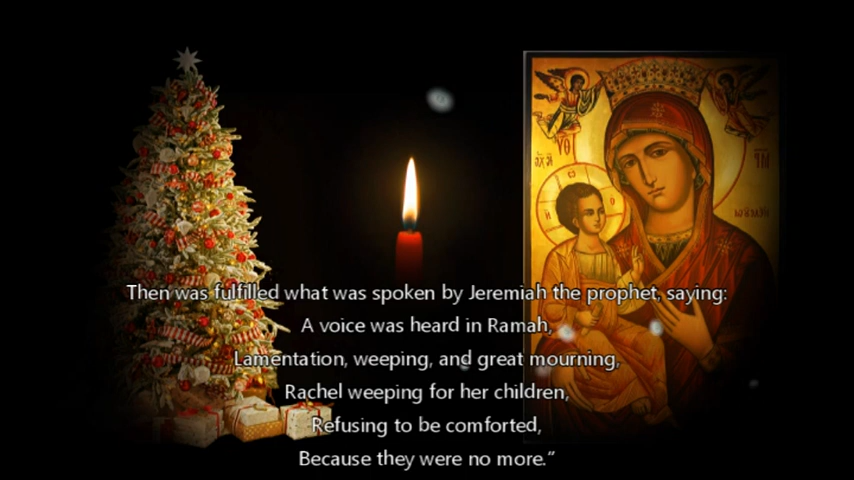 Then was fulfilled what was spoken by Jeremiah the prophet, saying:
A voice was heard in Ramah,
Lamentation, weeping, and great mourning,
Rachel weeping for her children,
Refusing to be comforted,
Because they were no more.”